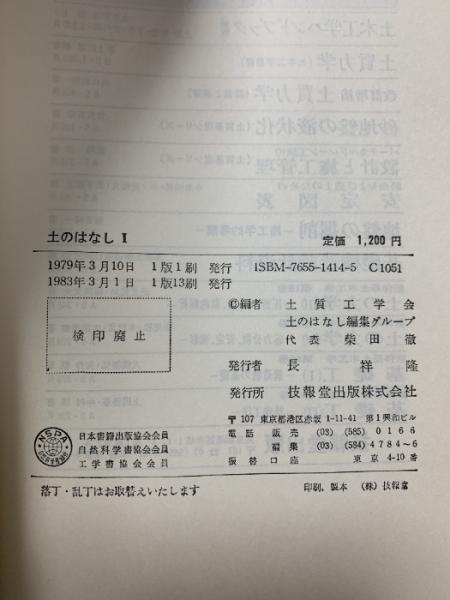 土のはなし I
定価 1,200 円
1979年3月10日 1版1刷 発行
ISBM-7655-1414-5 C1051
1983年3月1日 1版13刷 発行
検印廃止
©編者 土質工学会
土のはなし編集グループ
代表 柴田徹
発行者 長祥隆
発行所 技報堂出版株式会社
〒107 東京都港区赤坂 1-11-41 第1興和ビル
電話 販売 (03) (585) 0166
編集 (03) (584) 4784~6
振替口座 東京 4-10番
NSPA
日本書籍出版協会会員
自然科学書協会会員
工学書協会会員
落丁・乱丁はお取替えいたします
印刷, 製本 (株) 技報堂